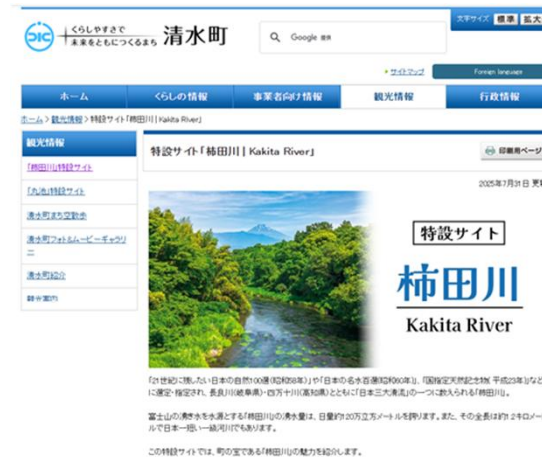 くらしやすさで
未来をともにつくるまち 清水町
Google 検索
文字サイズ 標準 拡大
サイトマップ
Foreign language
ホーム くらしの情報 事業者向け情報 観光情報 行政情報
ホーム > 観光情報 > 特設サイト「柿田川 | Kakita River」
観光情報
「柿田川」特設サイト
「丸池」特設サイト
清水町まち空散歩
清水町フォト&ムービーギャラリー
清水町紹介
観光案内
特設サイト「柿田川 | Kakita River」
印刷用ページ
2025年7月31日 更新
特設サイト
柿田川
Kakita River
「21世紀に残したい日本の自然100選(昭和58年)」や「日本の名水百選(昭和60年)」、「国指定天然記念物( 平成23年)」など
に選定・指定され、長良川(岐阜県)・四万十川(高知県)とともに「日本三大清流」の一つに数えられる「柿田川」。
富士山の湧き水を水源とする「柿田川」の湧水量は、日量約120万立方メートルを誇ります。また、その全長は約1.2キロメー
ルで日本一短い一級河川でもあります。
この特設サイトでは、町の宝である「柿田川」の魅力を紹介します。